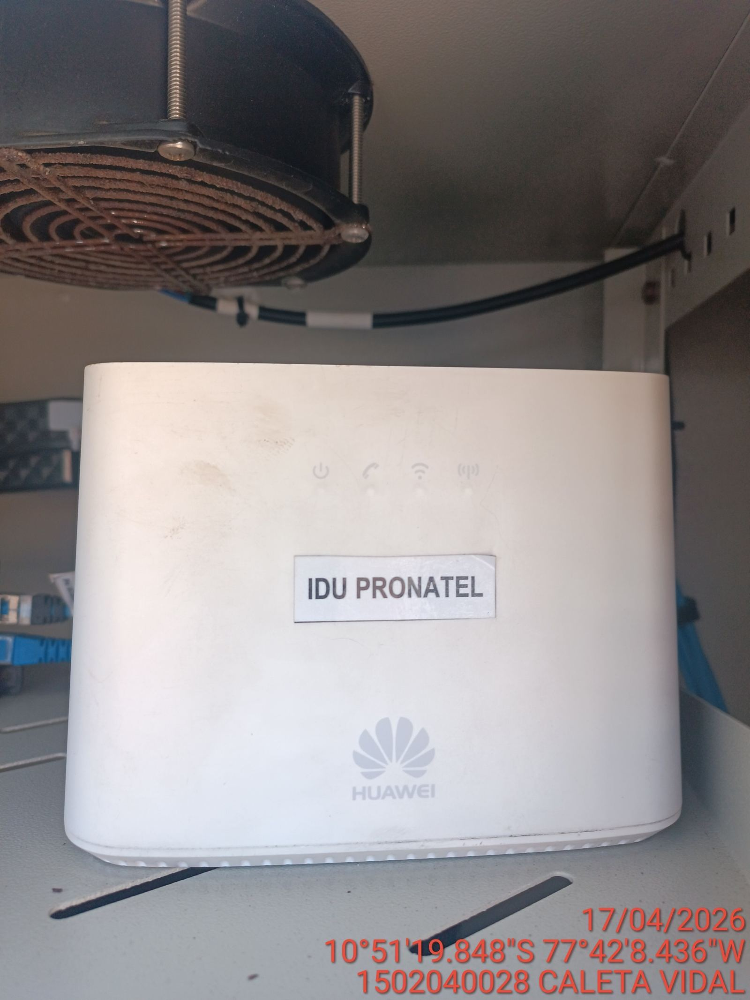 IDU PRONATEL
HUAWEI
17/04/2026
10°51'19.848"S 77°42'8.436"W
1502040028 CALETA VIDAL